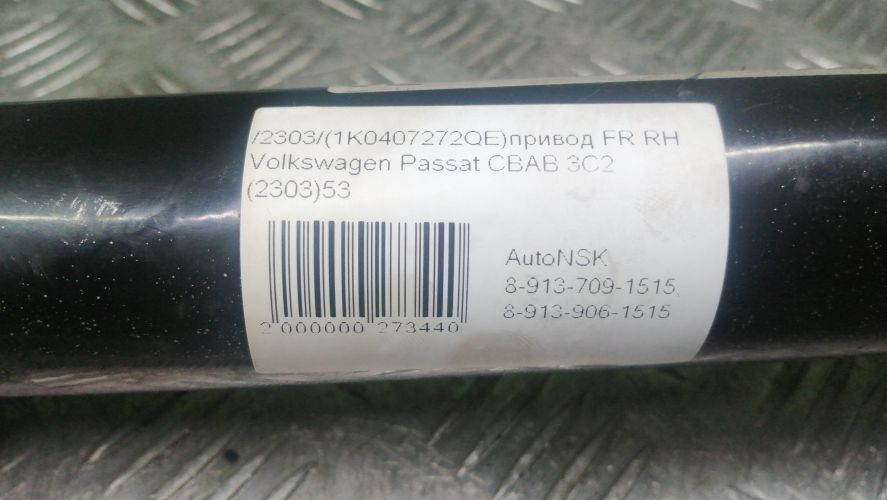 /2303/(1K0407272QE)привод FR RH
Volkswagen Passat CBAB 3C2
(2303)53
AutoNSK
8-913-709-1515,
8-913-906-1515
2 000000 273440